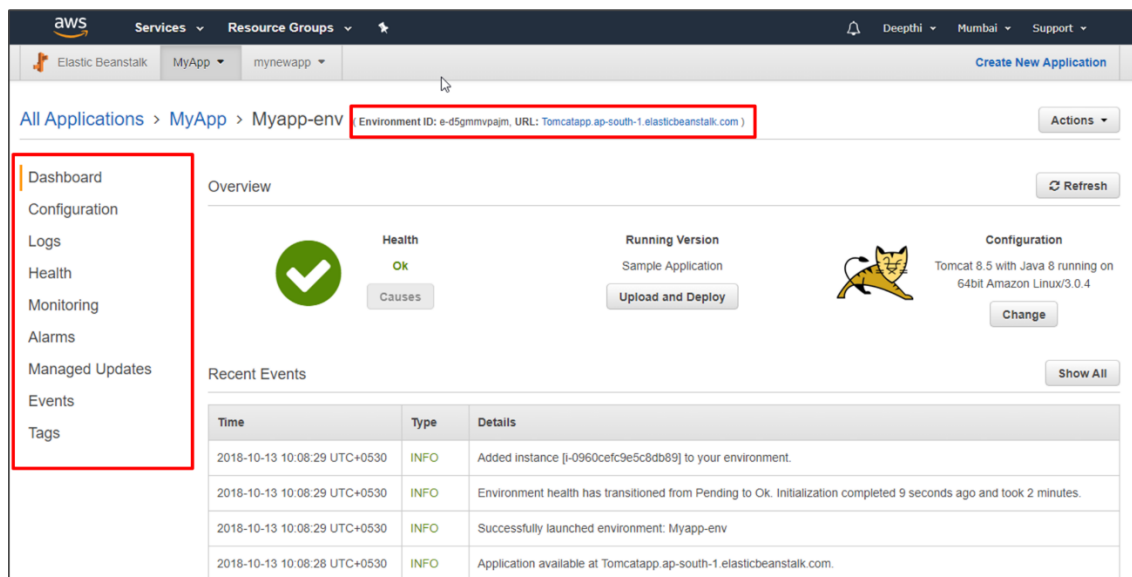 aws Services Resource Groups Deepthi Mumbai Support
Elastic Beanstalk MyApp mynewapp Create New Application
All Applications > MyApp > Myapp-env ( Environment ID: e-d5gmmvpajm, URL: Tomcatapp.ap-south-1.elasticbeanstalk.com ) Actions
Dashboard
Configuration
Logs
Health
Monitoring
Alarms
Managed Updates
Events
Tags
Overview Refresh
Health
Ok
Causes
Running Version
Sample Application
Upload and Deploy
Configuration
Tomcat 8.5 with Java 8 running on
64bit Amazon Linux/3.0.4
Change
Recent Events Show All
Time Type Details
2018-10-13 10:08:29 UTC+0530 INFO Added instance [i-0960cefc9e5c8db89] to your environment.
2018-10-13 10:08:29 UTC+0530 INFO Environment health has transitioned from Pending to Ok. Initialization completed 9 seconds ago and took 2 minutes.
2018-10-13 10:08:29 UTC+0530 INFO Successfully launched environment: Myapp-env
2018-10-13 10:08:28 UTC+0530 INFO Application available at Tomcatapp.ap-south-1.elasticbeanstalk.com.